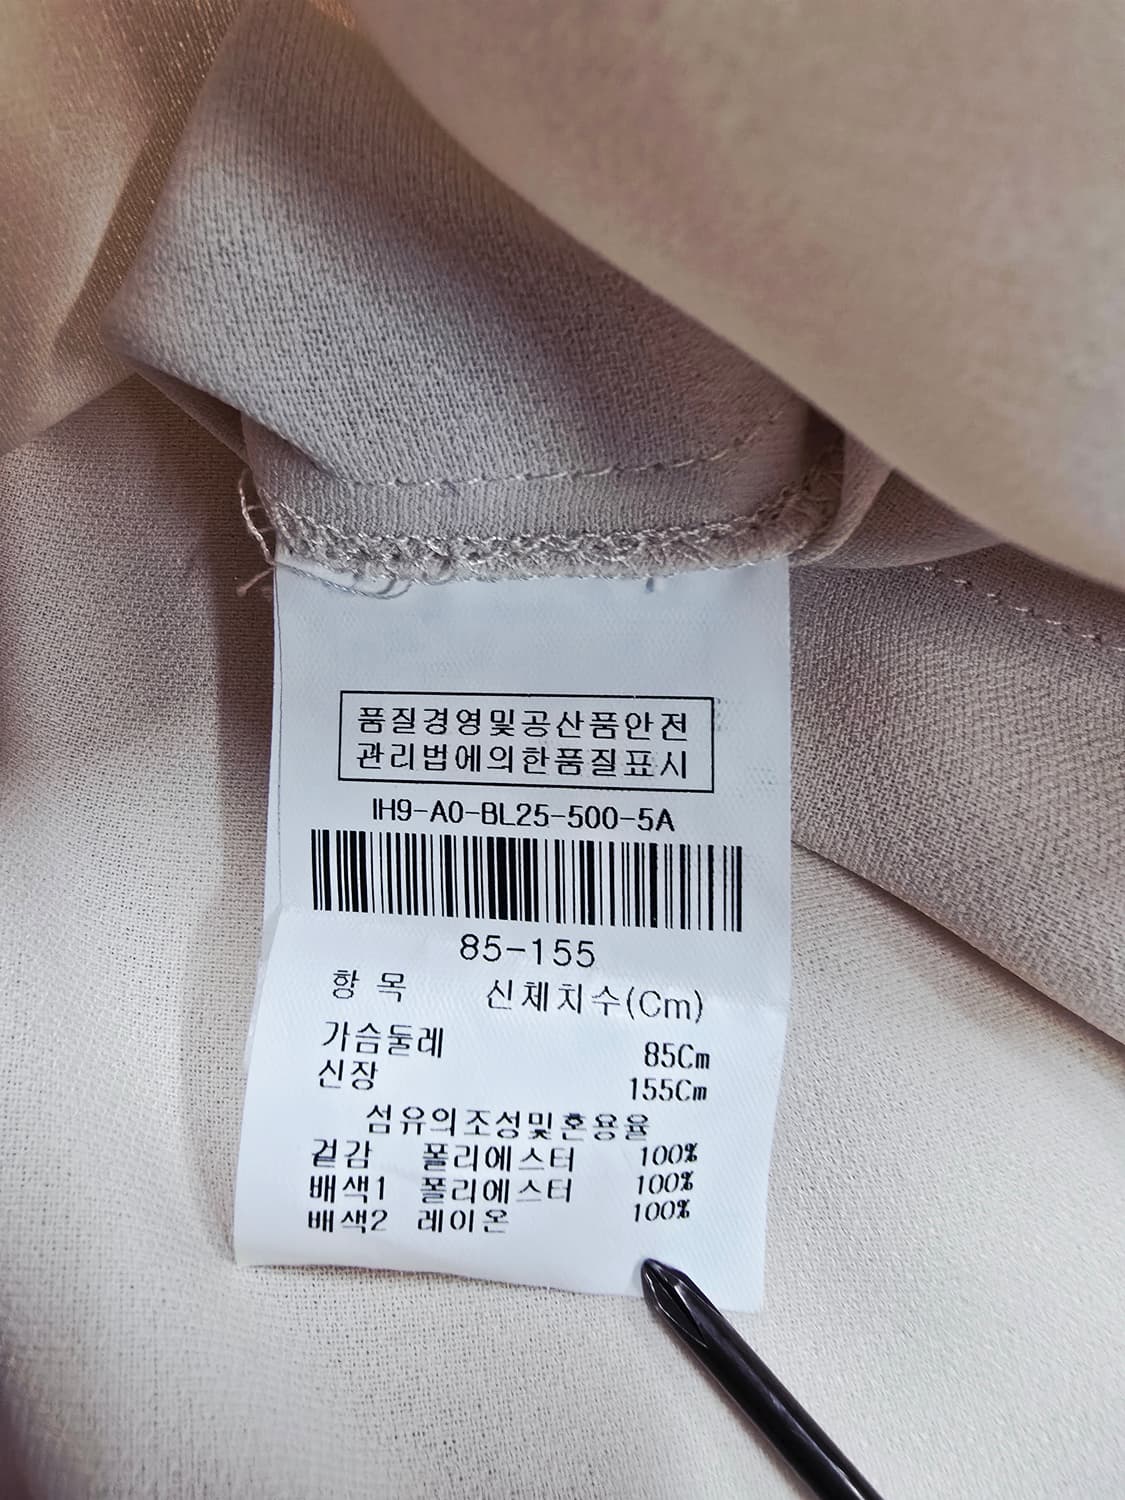 품질경영및공산품안전
관리법에의한품질표시
IH9-A0-BL25-500-5A
85-155
항 목 신체치수(Cm)
가슴둘레 85Cm
신장 155Cm
섬유의조성및혼용율
겉감 폴리에스터 100%
배색1 폴리에스터 100%
배색2 레이온 100%